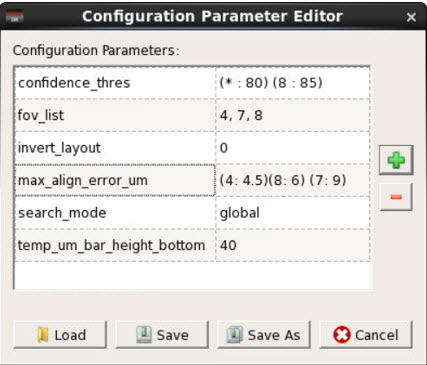 Configuration Parameter Editor
Configuration Parameters:
confidence_thres (* : 80) (8 : 85)
fov_list 4, 7, 8
invert_layout 0
max_align_error_um (4: 4.5)(8: 6) (7: 9)
search_mode global
temp_um_bar_height_bottom 40
Load Save Save As Cancel